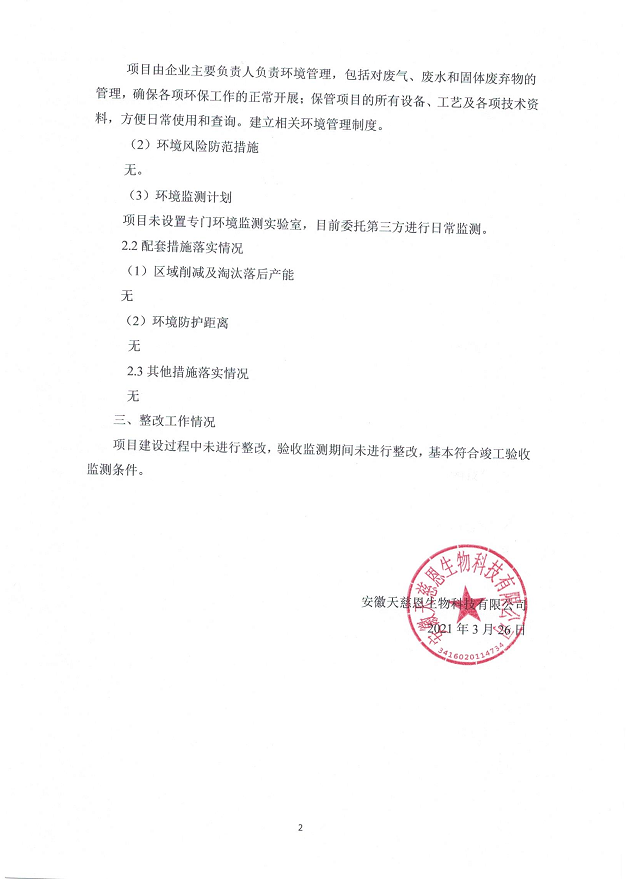 项目由企业主要负责人负责环境管理，包括对废气、废水和固体废弃物的
管理，确保各项环保工作的正常开展；保管项目的所有设备、工艺及各项技术资
料，方便日常使用和查询。建立相关环境管理制度。
（2）环境风险防范措施
无。
（3）环境监测计划
项目未设置专门环境监测实验室，目前委托第三方进行日常监测。
2.2 配套措施落实情况
（1）区域削减及淘汰落后产能
无
（2）环境防护距离
无
2.3 其他措施落实情况
无
三、整改工作情况
项目建设过程中未进行整改，验收监测期间未进行整改，基本符合竣工验收
监测条件。
安徽天慈恩生物科技有限公司
2021 年 3 月 26 日
安徽天慈恩生物科技有限公司
3416020114734
2